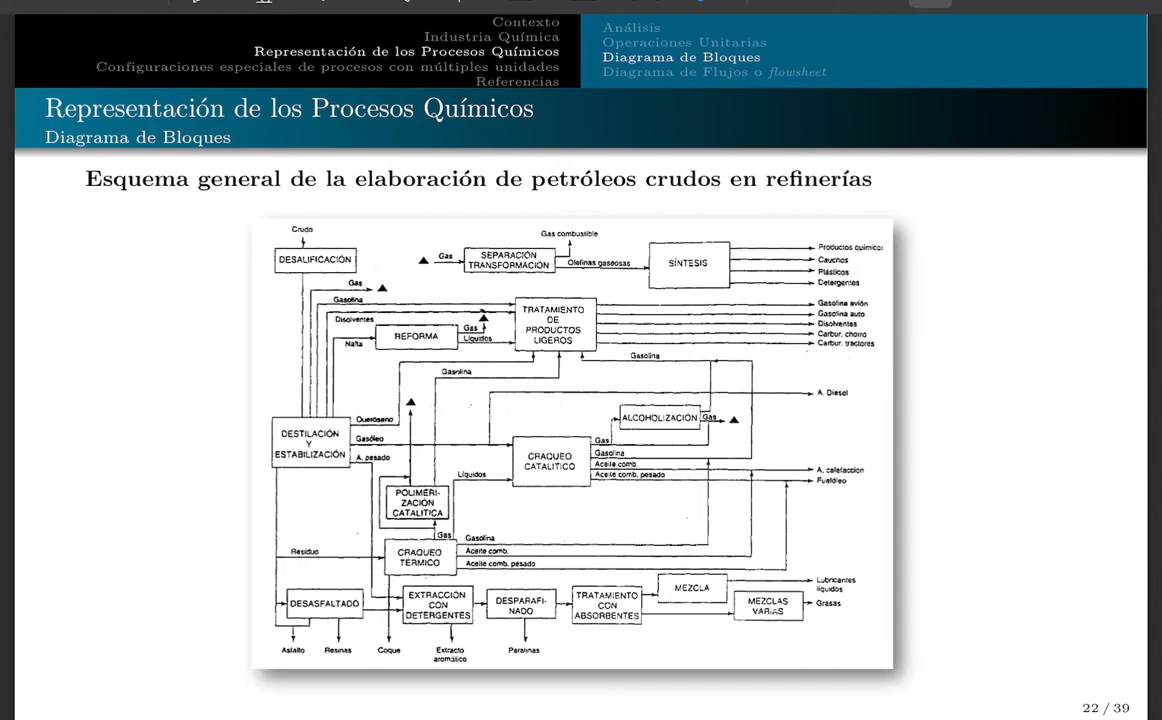 Contexto
Industria Química
Representación de los Procesos Químicos
Configuraciones especiales de procesos con múltiples unidades
Referencias
Análisis
Operaciones Unitarias
Diagrama de Bloques
Diagrama de Flujos o flowsheet
Representación de los Procesos Químicos
Diagrama de Bloques
Esquema general de la elaboración de petróleos crudos en refinerías
Crudo
DESALIFICACIÓN
Gas
SEPARACIÓN
TRANSFORMACIÓN
Gas combustible
Olefinas gaseosas
SÍNTESIS
Productos químicos
Cauchos
Plásticos
Detergentes
Gas
Gasolina
Disolventes
Nafta
REFORMA
Gas
Líquidos
TRATAMIENTO
DE
PRODUCTOS
LIGEROS
Gasolina avión
Gasolina auto
Disolventes
Carbur. chorro
Carbur. tractores
Gasolina
Gasolina
A. Diesel
DESTILACIÓN
Y
ESTABILIZACIÓN
Queroseno
Gasóleo
A. pesado
ALCOHOLIZACIÓN
Gas
CRAQUEO
CATALITICO
Gas
Gasolina
Aceite comb.
Aceite comb. pesado
A. calefacción
Fuelóleo
Líquidos
POLIMERI-
ZACIÓN
CATALITICA
Gas
Residuo
CRAQUEO
TERMICO
Gasolina
Aceite comb.
Aceite comb. pesado
DESASFALTADO
EXTRACCIÓN
CON
DETERGENTES
DESPARAFI-
NADO
TRATAMIENTO
CON
ABSORBENTES
MEZCLA
MEZCLAS
VARIAS
Lubricantes
líquidos
Grasas
Asfalto
Resinas
Coque
Extracto
aromático
Parafinas
22 / 39